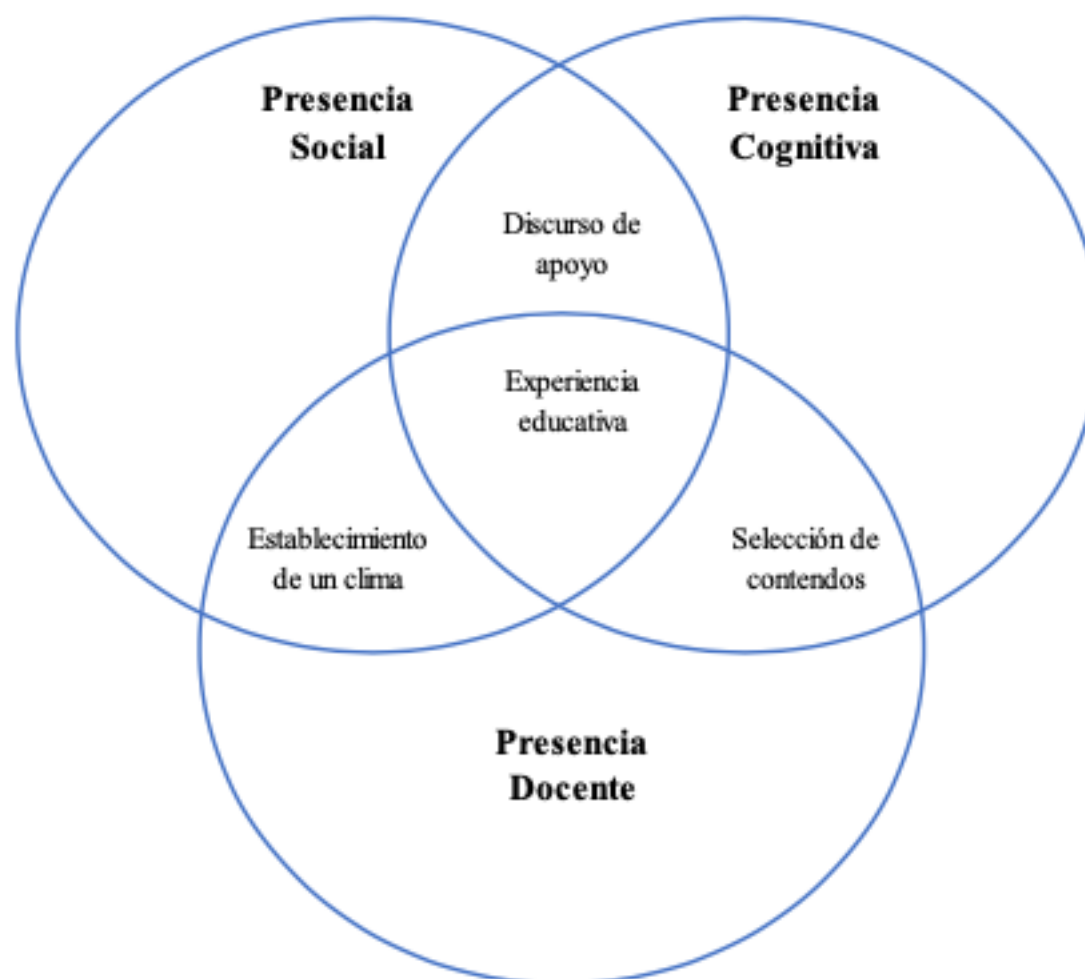 Presencia
Social
Presencia
Cognitiva
Discurso de
apoyo
Experiencia
educativa
Establecimiento
de un clima
Selección de
contendos
Presencia
Docente